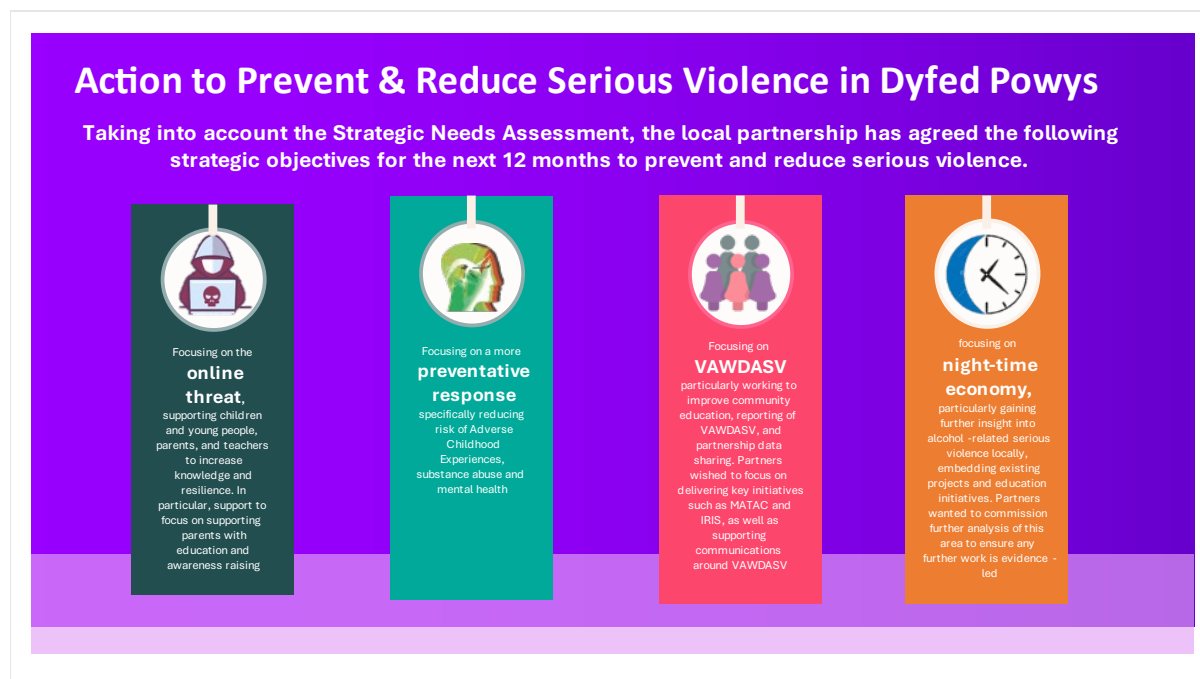 Action to Prevent & Reduce Serious Violence in Dyfed Powys
Taking into account the Strategic Needs Assessment, the local partnership has agreed the following
strategic objectives for the next 12 months to prevent and reduce serious violence.
Focusing on the
online
threat,
supporting children
and young people,
parents, and teachers
to increase
knowledge and
resilience. In
particular, support to
focus on supporting
parents with
education and
awareness raising
Focusing on a more
preventative
response
specifically reducing
risk of Adverse
Childhood
Experiences,
substance abuse and
mental health
Focusing on
VAWDASV
particularly working to
improve community
education, reporting of
VAWDASV, and
partnership data
sharing. Partners
wished to focus on
delivering key initiatives
such as MATAC and
IRIS, as well as
supporting
communications
around VAWDASV
focusing on
night-time
economy,
particularly gaining
further insight into
alcohol -related serious
violence locally,
embedding existing
projects and education
initiatives. Partners
wanted to commission
further analysis of this
area to ensure any
further work is evidence -
led